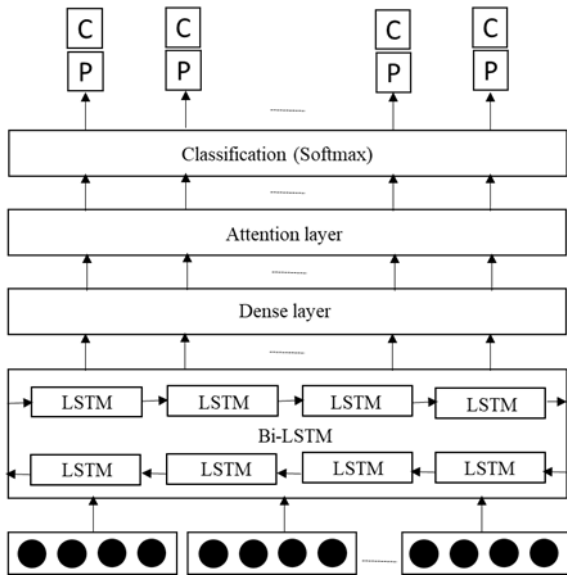 C C C C
P P P P
Classification (Softmax)
Attention layer
Dense layer
LSTM LSTM LSTM LSTM
Bi-LSTM
LSTM LSTM LSTM LSTM